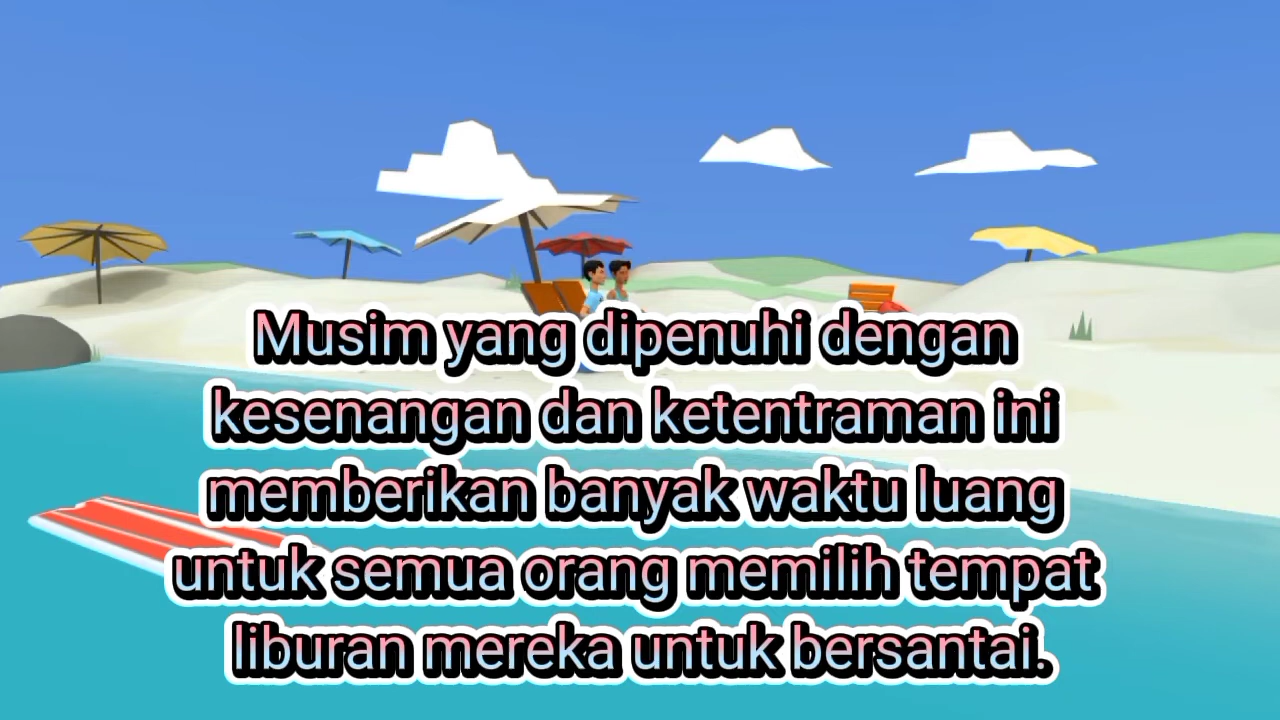 Musim yang dipenuhi dengan
kesenangan dan ketentraman ini
memberikan banyak waktu luang
untuk semua orang memilih tempat
liburan mereka untuk bersantai.